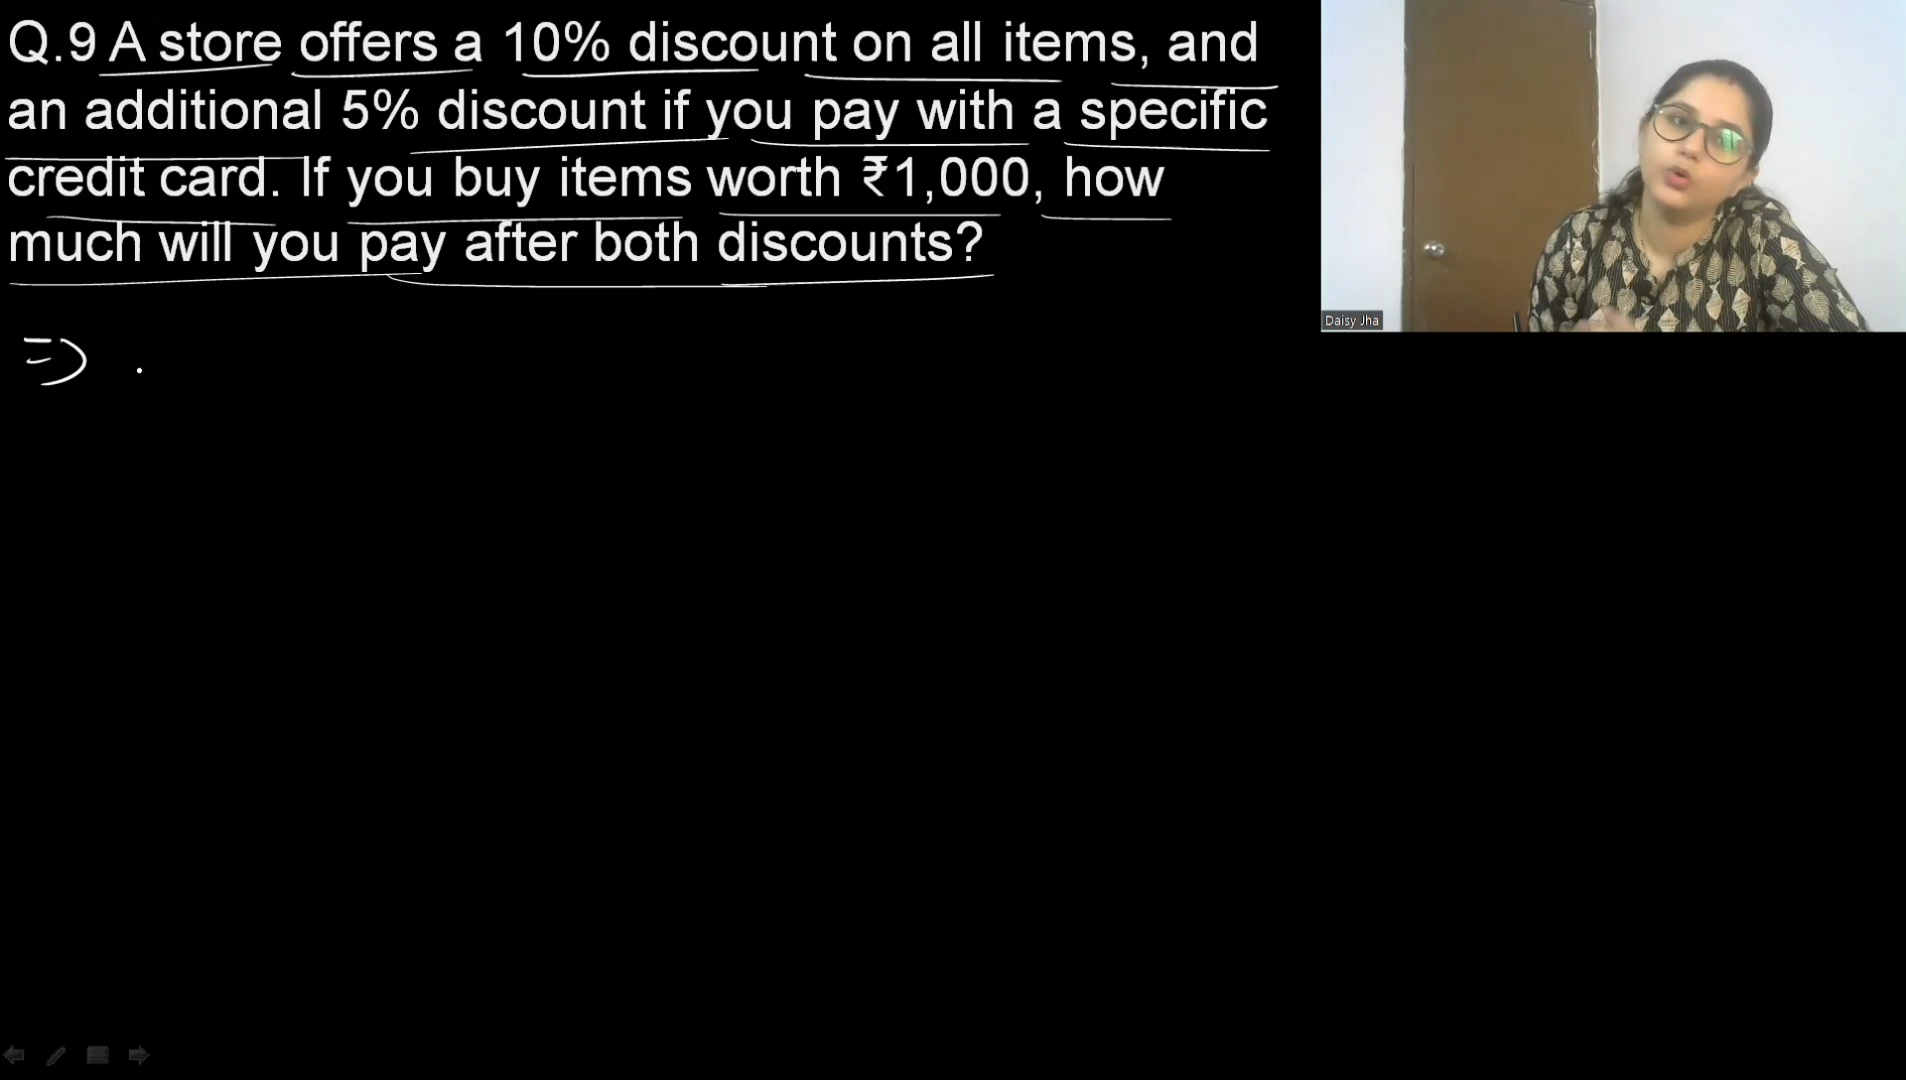 Q.9 A store offers a 10% discount on all items, and
an additional 5% discount if you pay with a specific
credit card. If you buy items worth ₹1,000, how
much will you pay after both discounts?
=> .
Daisy Jha